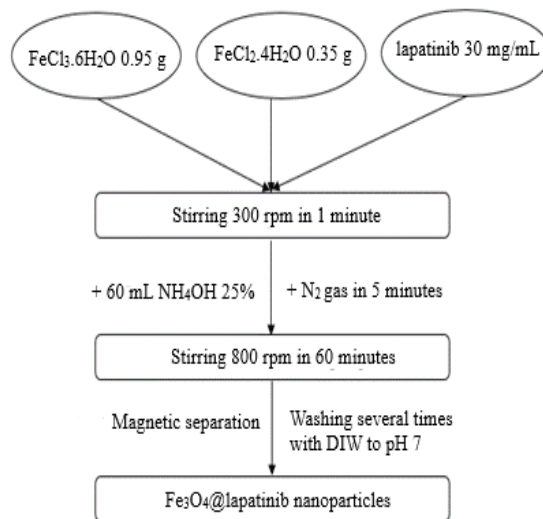 FeCl₃.6H₂O 0.95 g
FeCl₂.4H₂O 0.35 g
lapatinib 30 mg/mL
Stirring 300 rpm in 1 minute
+ 60 mL NH₄OH 25%
+ N₂ gas in 5 minutes
Stirring 800 rpm in 60 minutes
Magnetic separation
Washing several times
with DIW to pH 7
Fe₃O₄@lapatinib nanoparticles